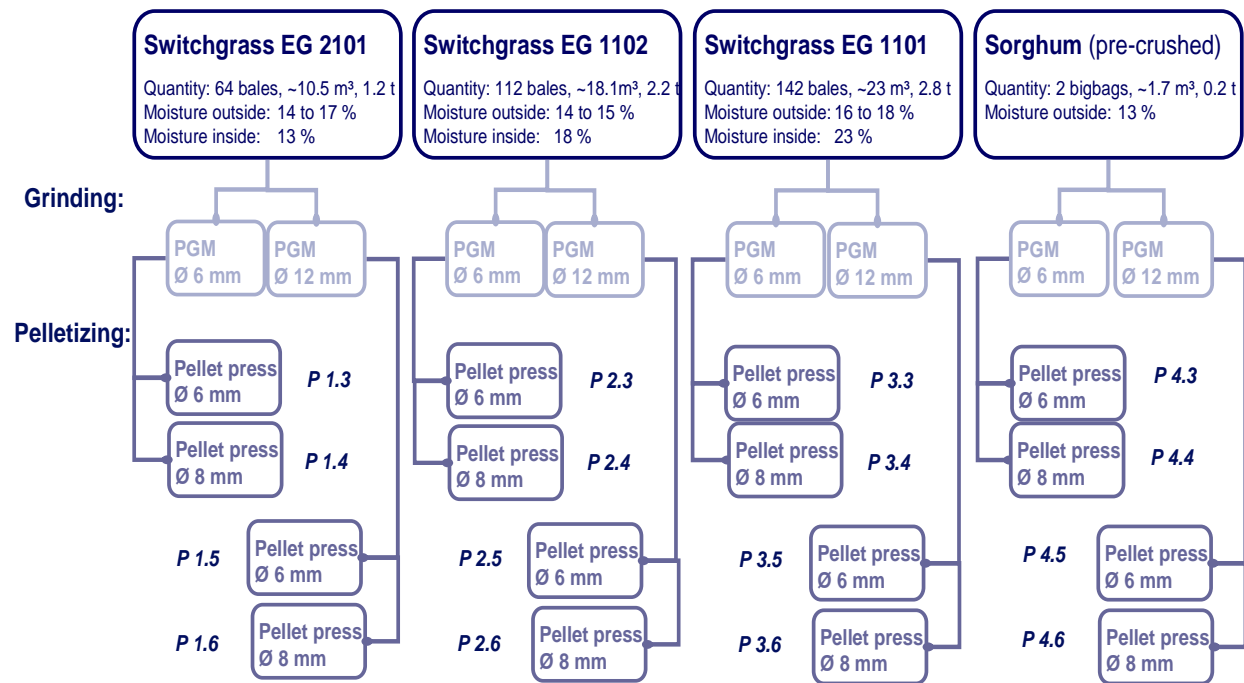 Switchgrass EG 2101
Quantity: 64 bales, ~10.5 m³, 1.2 t
Moisture outside: 14 to 17 %
Moisture inside: 13 %
Switchgrass EG 1102
Quantity: 112 bales, ~18.1m³, 2.2 t
Moisture outside: 14 to 15 %
Moisture inside: 18 %
Switchgrass EG 1101
Quantity: 142 bales, ~23 m³, 2.8 t
Moisture outside: 16 to 18 %
Moisture inside: 23 %
Sorghum (pre-crushed)
Quantity: 2 bigbags, ~1.7 m³, 0.2 t
Moisture outside: 13 %
Grinding:
PGM
Ø 6 mm
PGM
Ø 12 mm
PGM
Ø 6 mm
PGM
Ø 12 mm
PGM
Ø 6 mm
PGM
Ø 12 mm
PGM
Ø 6 mm
PGM
Ø 12 mm
Pelletizing:
Pellet press
Ø 6 mm
P 1.3
Pellet press
Ø 6 mm
P 2.3
Pellet press
Ø 6 mm
P 3.3
Pellet press
Ø 6 mm
P 4.3
Pellet press
Ø 8 mm
P 1.4
Pellet press
Ø 8 mm
P 2.4
Pellet press
Ø 8 mm
P 3.4
Pellet press
Ø 8 mm
P 4.4
P 1.5
Pellet press
Ø 6 mm
P 2.5
Pellet press
Ø 6 mm
P 3.5
Pellet press
Ø 6 mm
P 4.5
Pellet press
Ø 6 mm
P 1.6
Pellet press
Ø 8 mm
P 2.6
Pellet press
Ø 8 mm
P 3.6
Pellet press
Ø 8 mm
P 4.6
Pellet press
Ø 8 mm